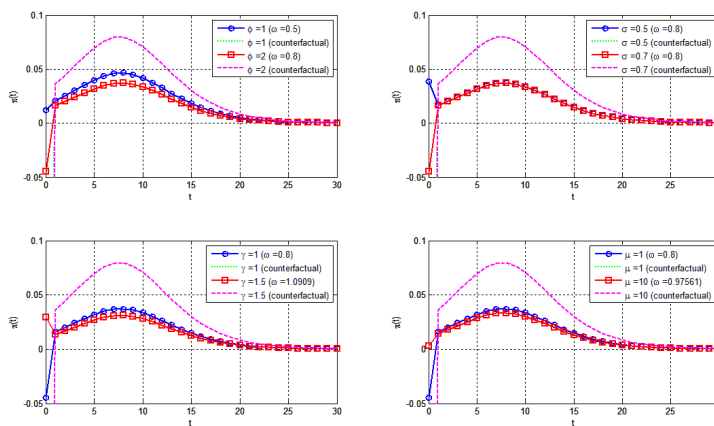 0.1
0.05
0
-0.05
π(t)
0 5 10 15 20 25 30
t
ϕ =1 (ω=0.5)
ϕ =1 (counterfactual)
ϕ =2 (ω=0.8)
ϕ =2 (counterfactual)
0.1
0.05
0
-0.05
π(t)
0 5 10 15 20 25
t
σ = 0.5 (ω=0.8)
σ = 0.5 (counterfactual)
σ = 0.7 (ω=0.8)
σ = 0.7 (counterfactual)
0.1
0.05
0
-0.05
π(t)
0 5 10 15 20 25 30
t
γ =1 (ω=0.8)
γ =1 (counterfactual)
γ =1.5 (ω=1.0909)
γ =1.5 (counterfactual)
0.1
0.05
0
-0.05
π(t)
0 5 10 15 20 25
t
μ = 1 (ω=0.8)
μ = 1 (counterfactual)
μ = 10 (ω=0.97561)
μ = 10 (counterfactual)